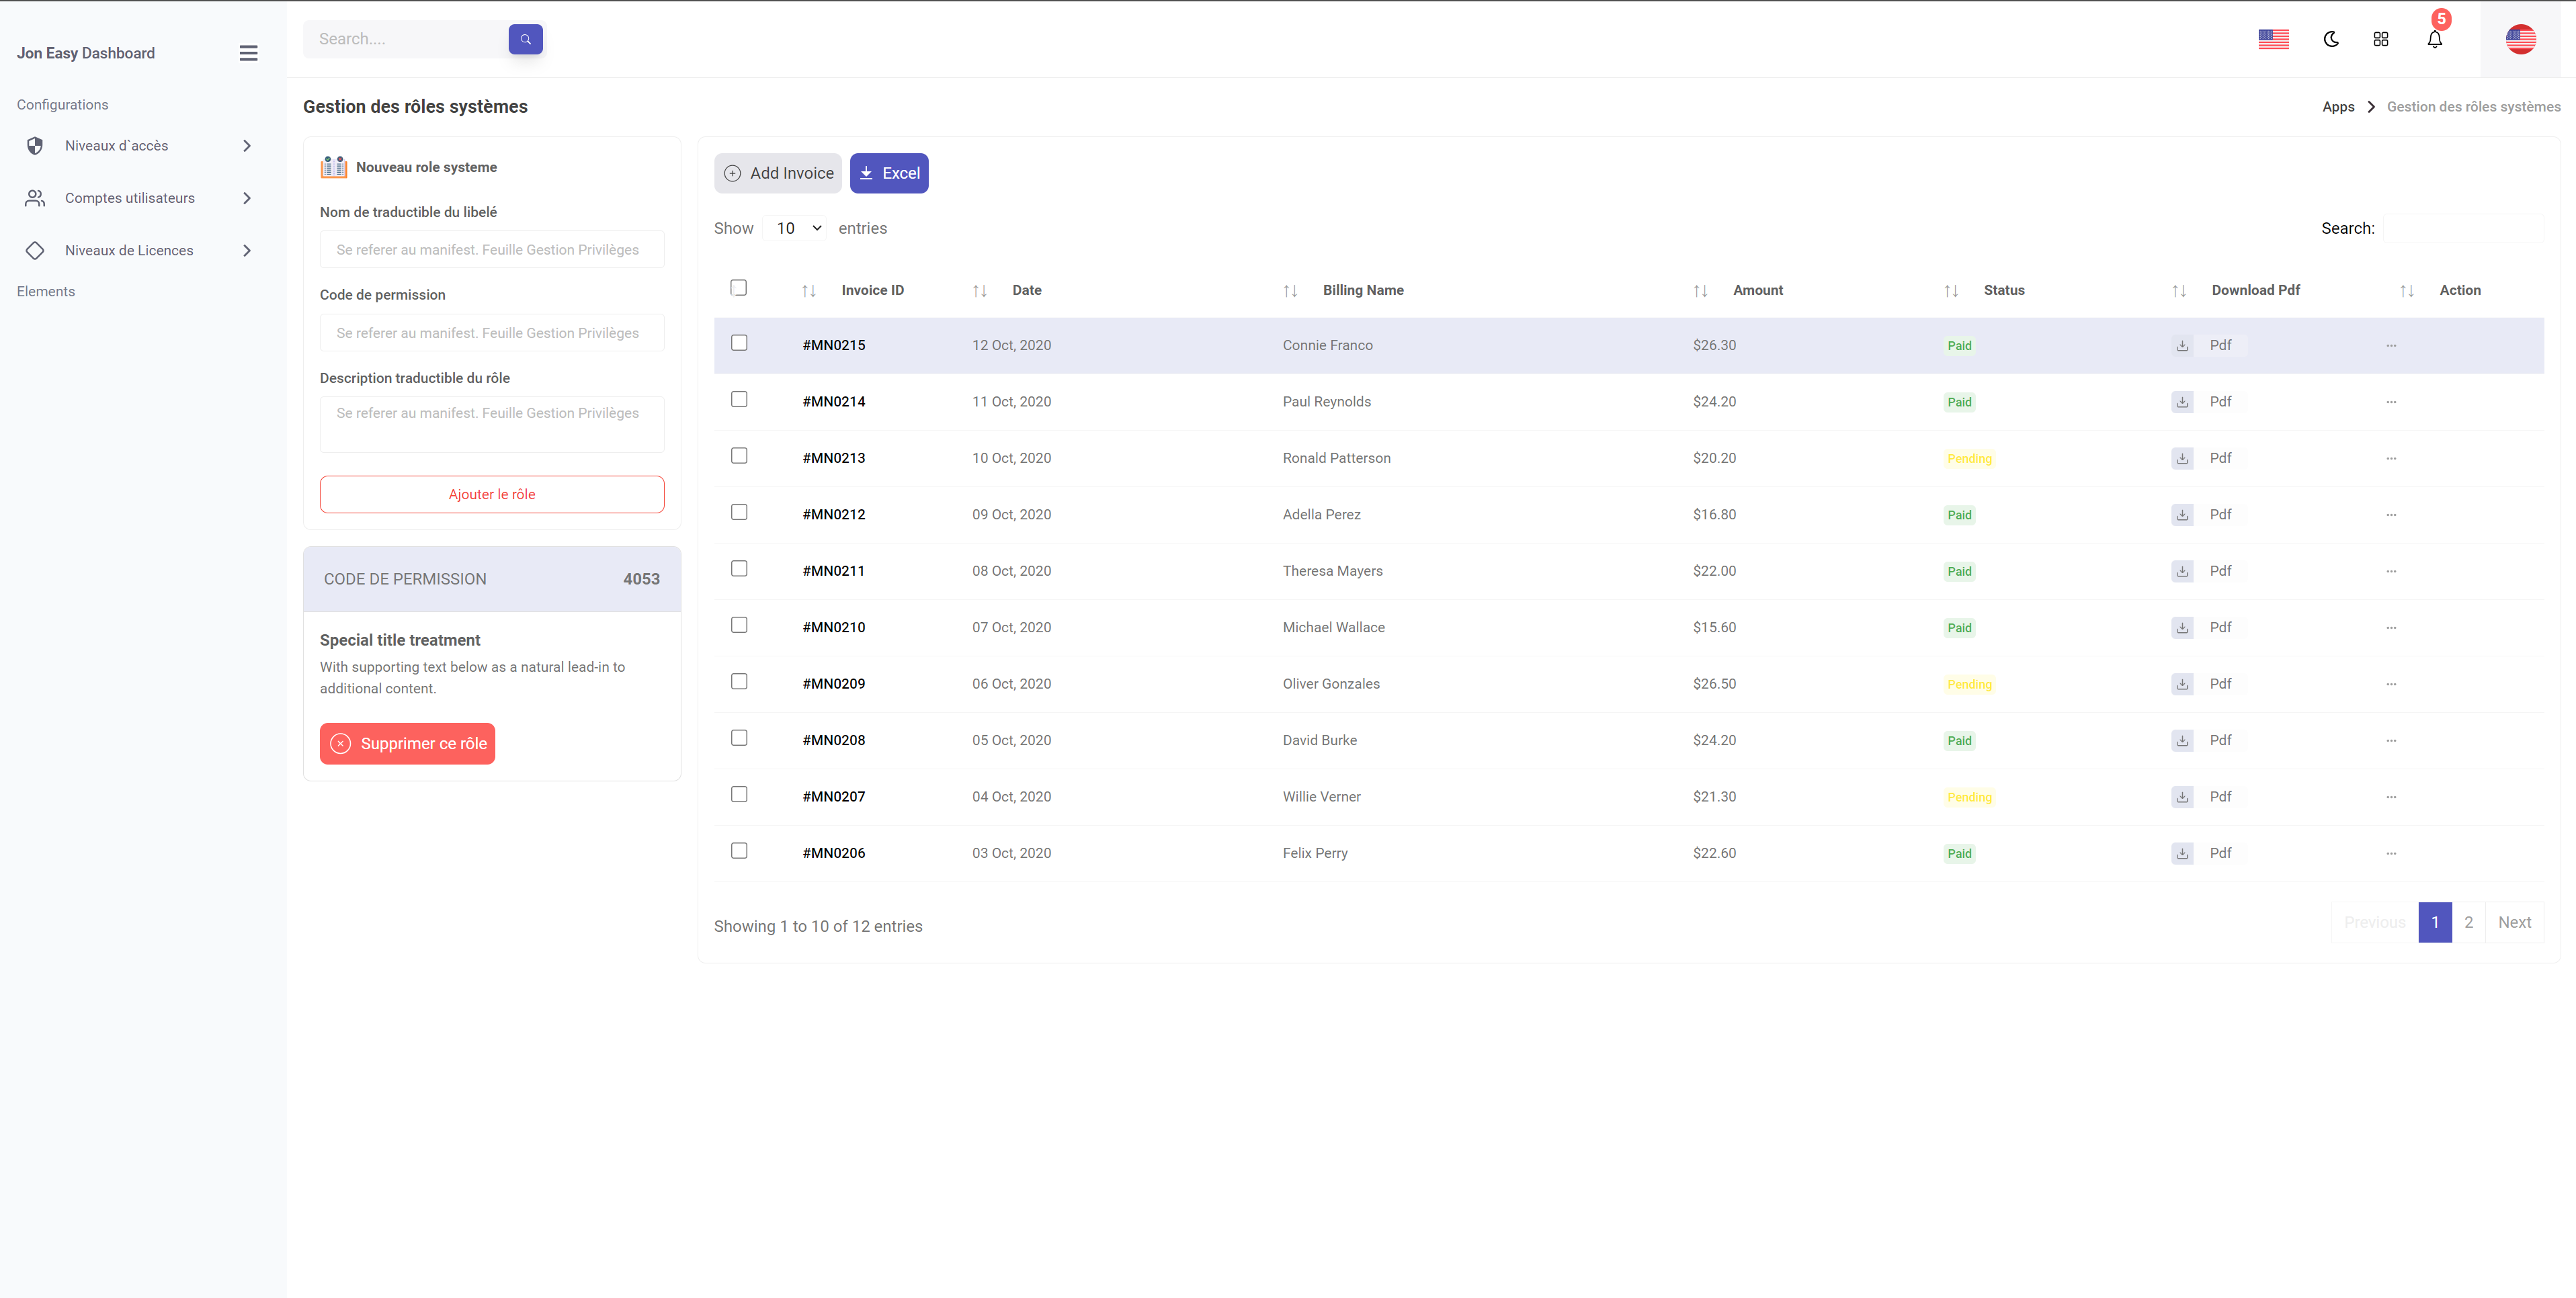 Jon Easy Dashboard
Search....
5
Configurations
Niveaux d`accès
Comptes utilisateurs
Niveaux de Licences
Elements
Gestion des rôles systèmes
Apps > Gestion des rôles systèmes
Nouveau role systeme
Nom de traductible du libelé
Se referer au manifest. Feuille Gestion Privilèges
Code de permission
Se referer au manifest. Feuille Gestion Privilèges
Description traductible du rôle
Se referer au manifest. Feuille Gestion Privilèges
Ajouter le rôle
CODE DE PERMISSION 4053
Special title treatment
With supporting text below as a natural lead-in to
additional content.
Supprimer ce rôle
Add Invoice Excel
Show 10 entries Search:
Invoice ID Date Billing Name Amount Status Download Pdf Action
#MN0215 12 Oct, 2020 Connie Franco $26.30 Paid Pdf ...
#MN0214 11 Oct, 2020 Paul Reynolds $24.20 Paid Pdf ...
#MN0213 10 Oct, 2020 Ronald Patterson $20.20 Pending Pdf ...
#MN0212 09 Oct, 2020 Adella Perez $16.80 Paid Pdf ...
#MN0211 08 Oct, 2020 Theresa Mayers $22.00 Paid Pdf ...
#MN0210 07 Oct, 2020 Michael Wallace $15.60 Paid Pdf ...
#MN0209 06 Oct, 2020 Oliver Gonzales $26.50 Pending Pdf ...
#MN0208 05 Oct, 2020 David Burke $24.20 Paid Pdf ...
#MN0207 04 Oct, 2020 Willie Verner $21.30 Pending Pdf ...
#MN0206 03 Oct, 2020 Felix Perry $22.60 Paid Pdf ...
Showing 1 to 10 of 12 entries
Previous 1 2 Next